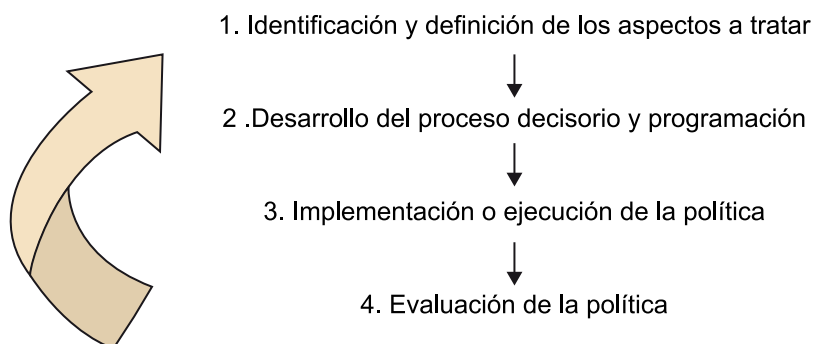 1. Identificación y definición de los aspectos a tratar
2 .Desarrollo del proceso decisorio y programación
3. Implementación o ejecución de la política
4. Evaluación de la política